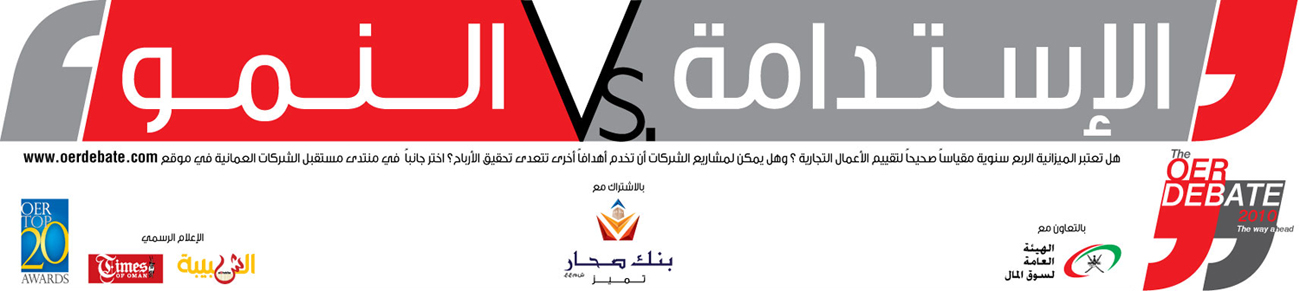 الإستدامة Vs. النمو
هل تعتبر الميزانية الربع سنوية مقياساً صحيحاً لتقييم الأعمال التجارية ؟ وهل يمكن لمشاريع الشركات أن تخدم أهدافاً أخرى تتعدى تحقيق الأرباح؟ اختر جانباً في منتدى مستقبل الشركات العمانية في موقع www.oerdebate.com
The
OER
DEBATE
2010
The way ahead
بالتعاون مع
الهيئة
العامة
لسوق المال
بالاشتراك مع
بنك صحار
تميز
الإعلام الرسمي
الشبيبة
Times
OF OMAN
OER
TOP
20
AWARDS